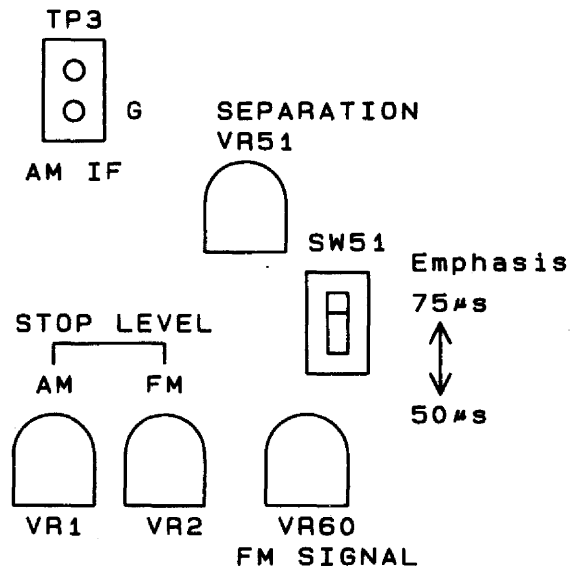 TP3
G
AM IF
SEPARATION
VR51
SW51
Emphasis
75μs
50μs
STOP LEVEL
AM FM
VR1 VR2 VR60
FM SIGNAL